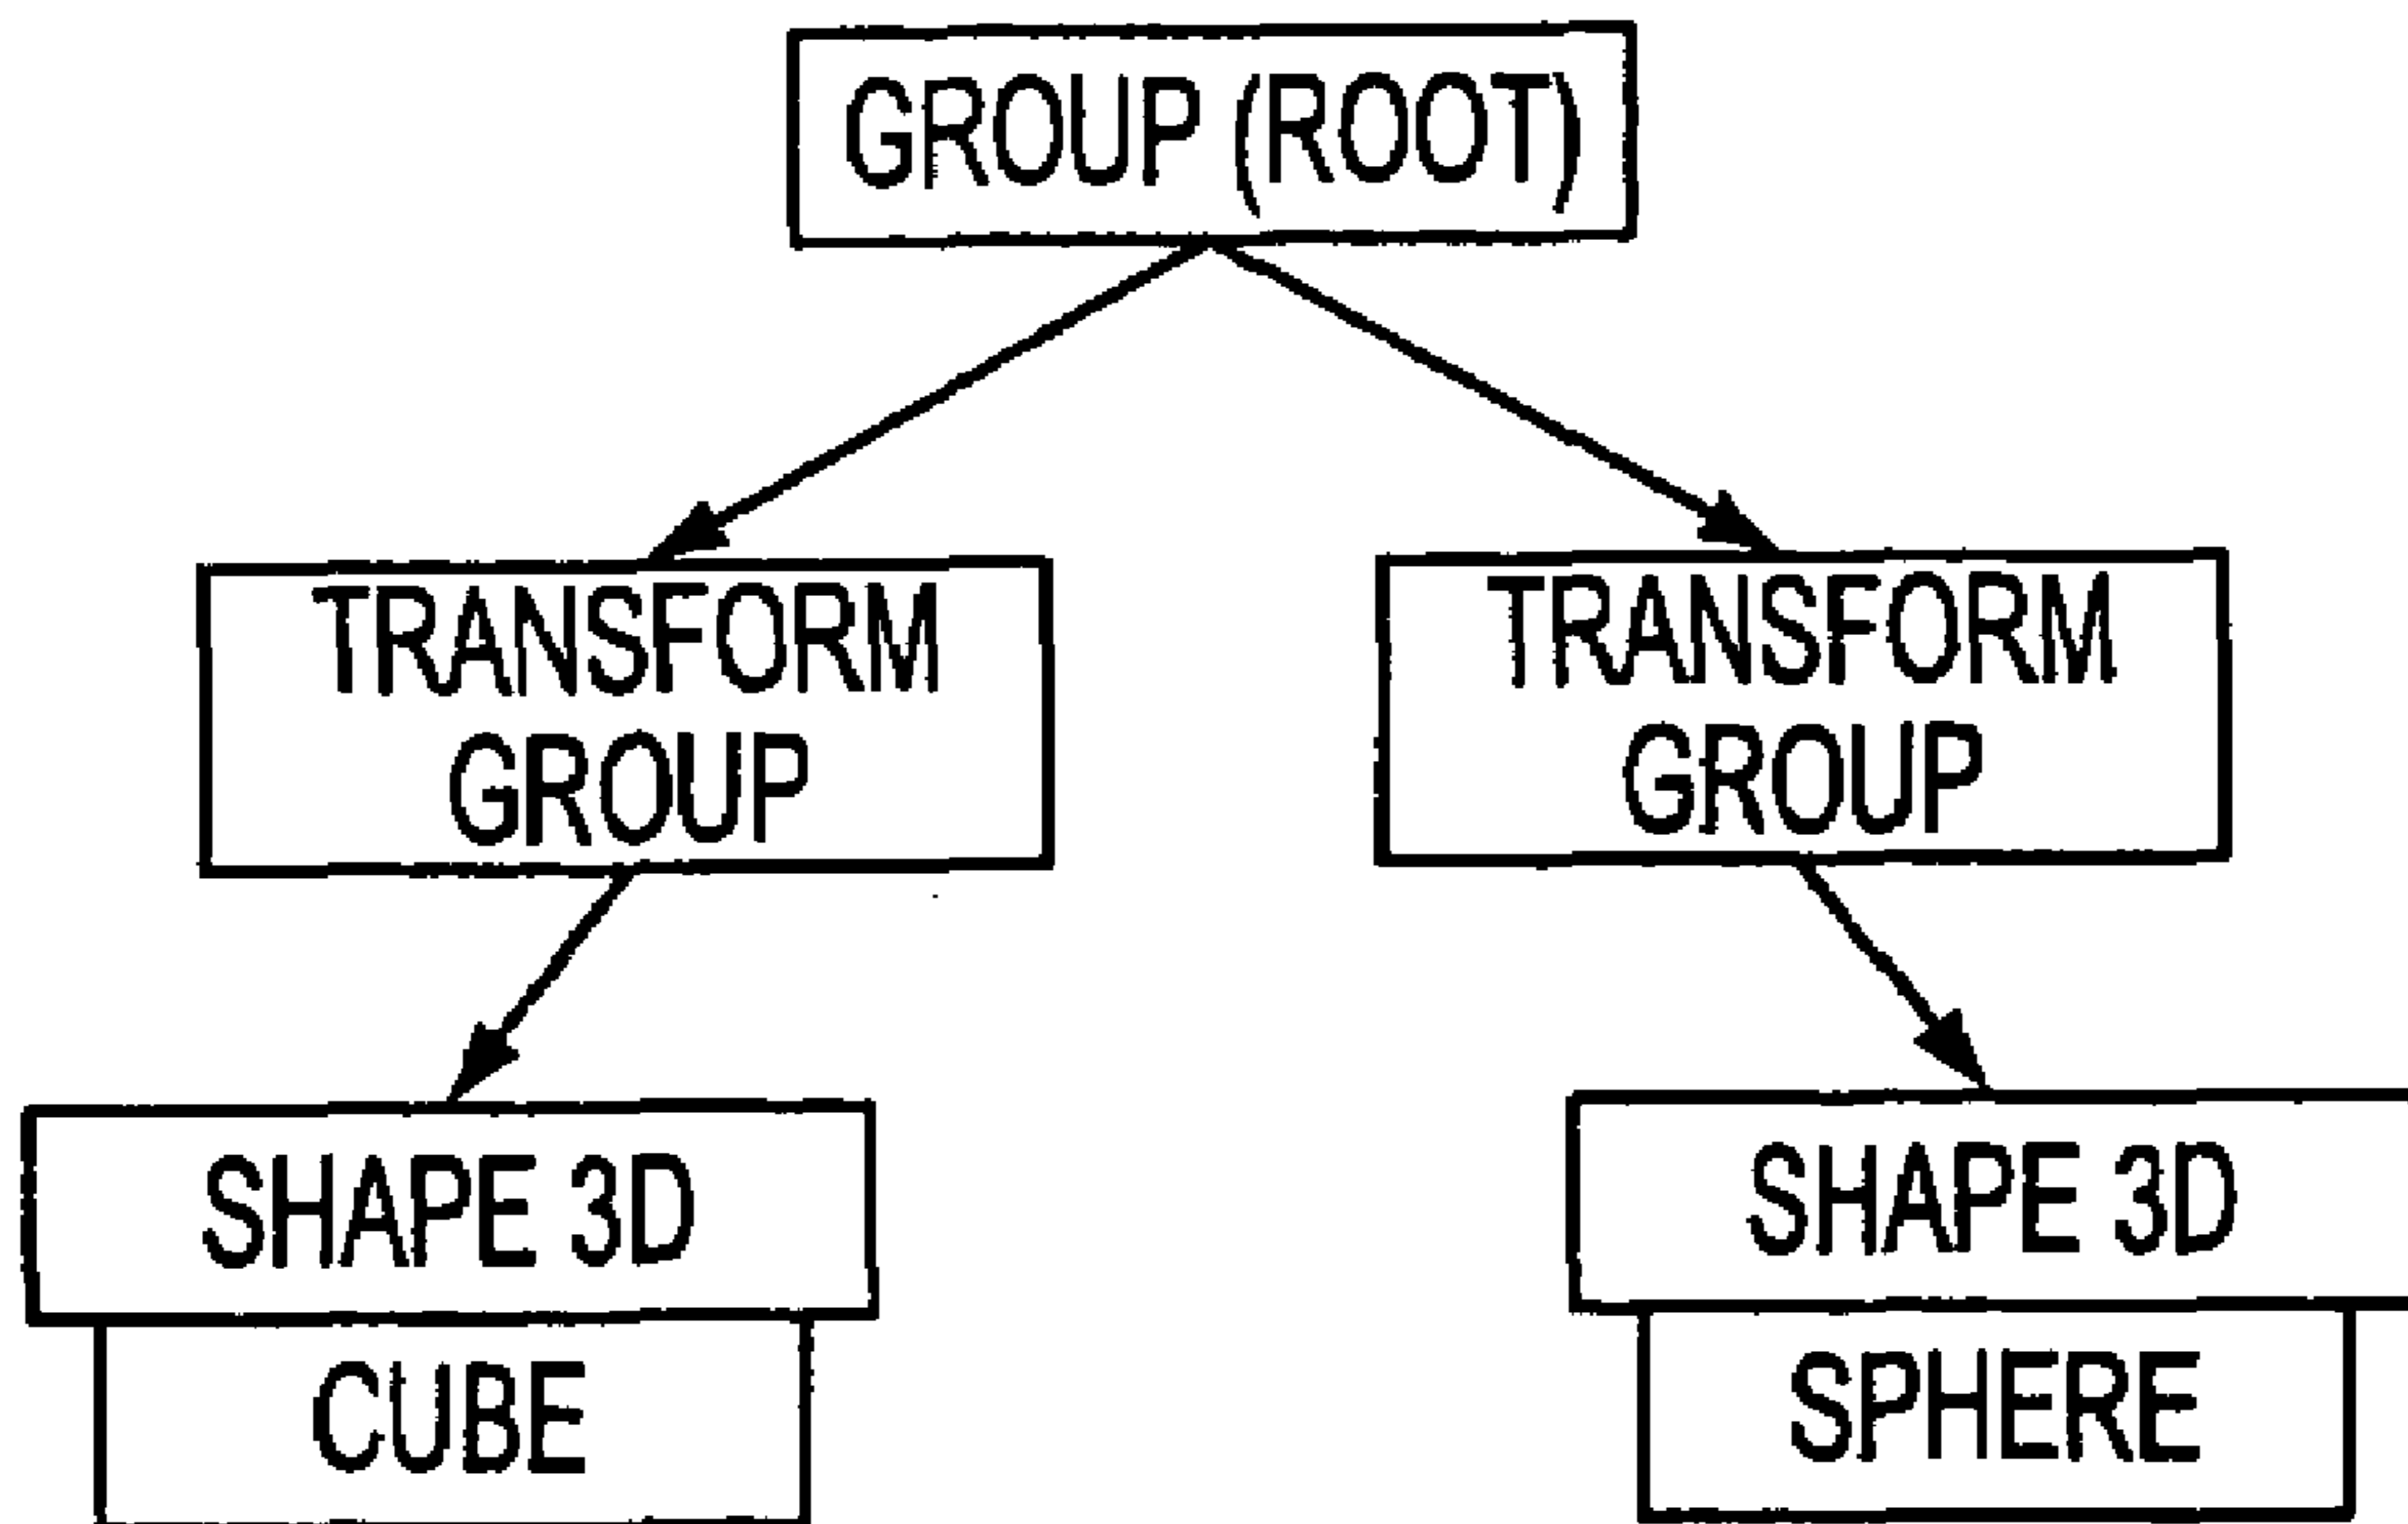 GROUP (ROOT)
TRANSFORM
GROUP
TRANSFORM
GROUP
SHAPE 3D
CUBE
SHAPE 3D
SPHERE